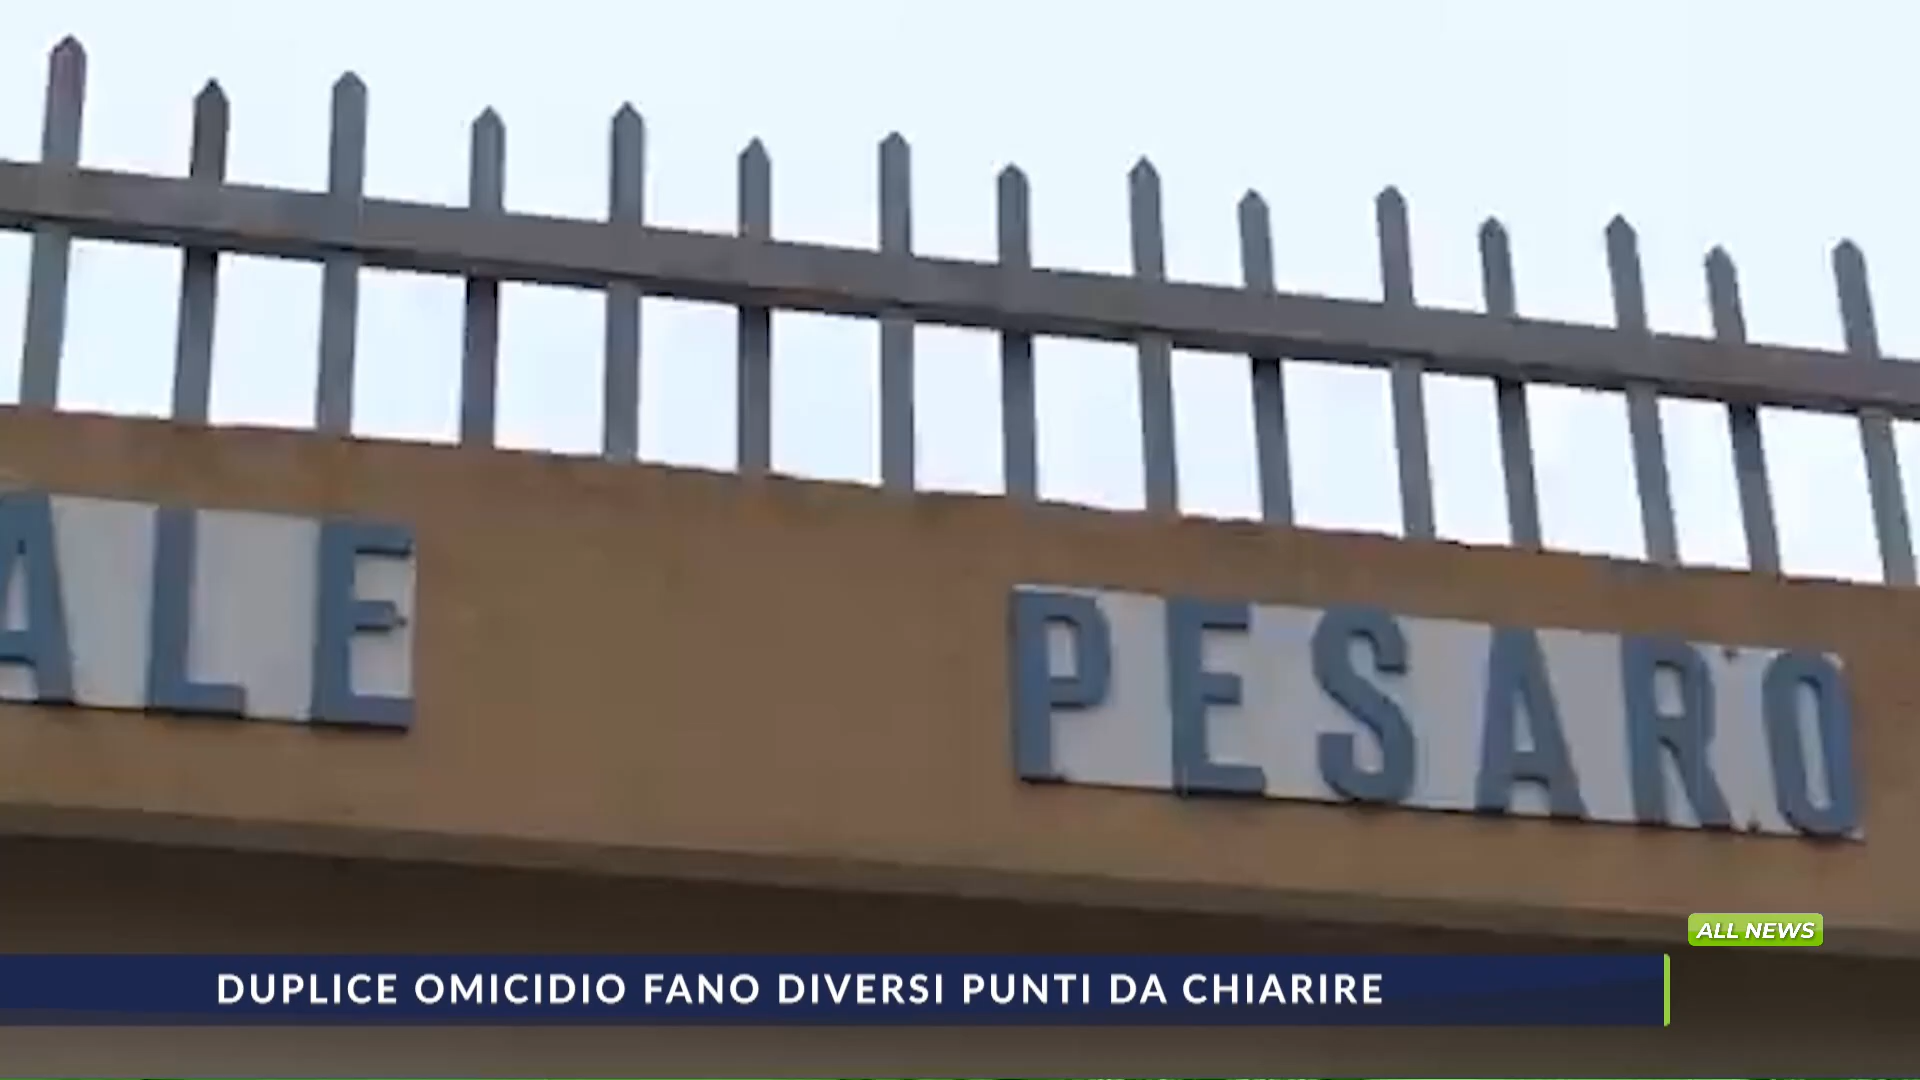 ALE PESARO
ALL NEWS
DUPLICE OMICIDIO FANO DIVERSI PUNTI DA CHIARIRE